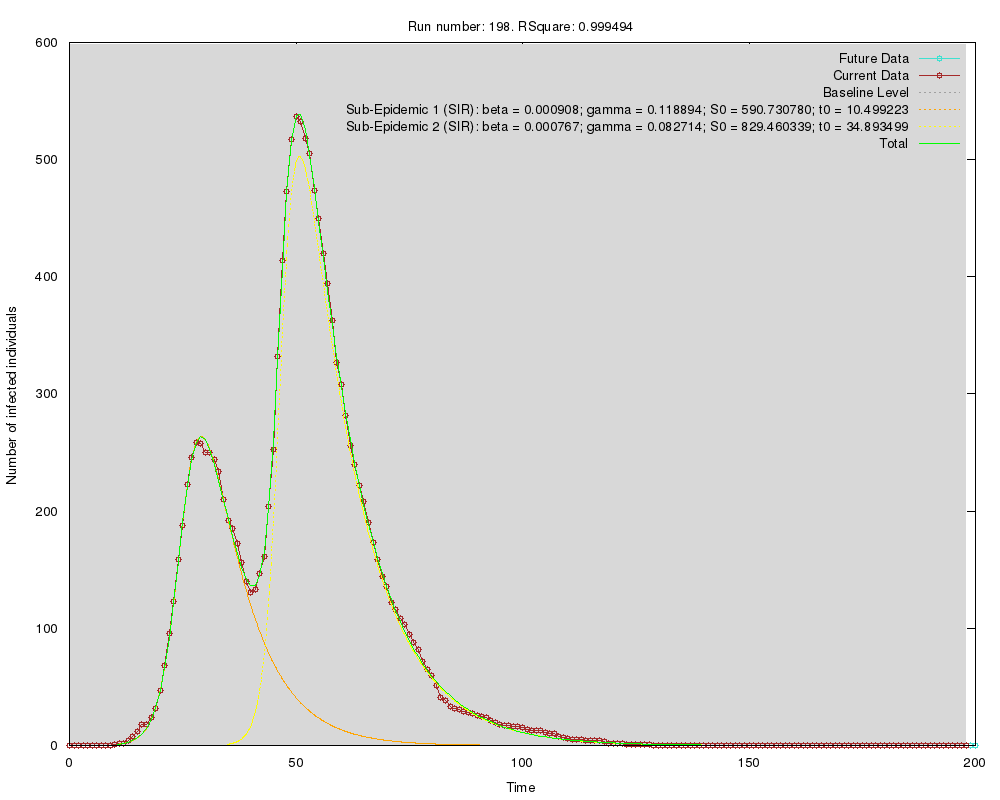 Run number: 198. RSquare: 0.999494
600
Future Data
Current Data
Baseline Level
Sub-Epidemic 1 (SIR): beta = 0.000908; gamma = 0.118894; S0 = 590.730780; t0 = 10.499223
Sub-Epidemic 2 (SIR): beta = 0.000767; gamma = 0.082714; S0 = 829.460339; t0 = 34.893499
Total
500
400
300
200
100
0
Number of infected individuals
0 50 100 150 200
Time